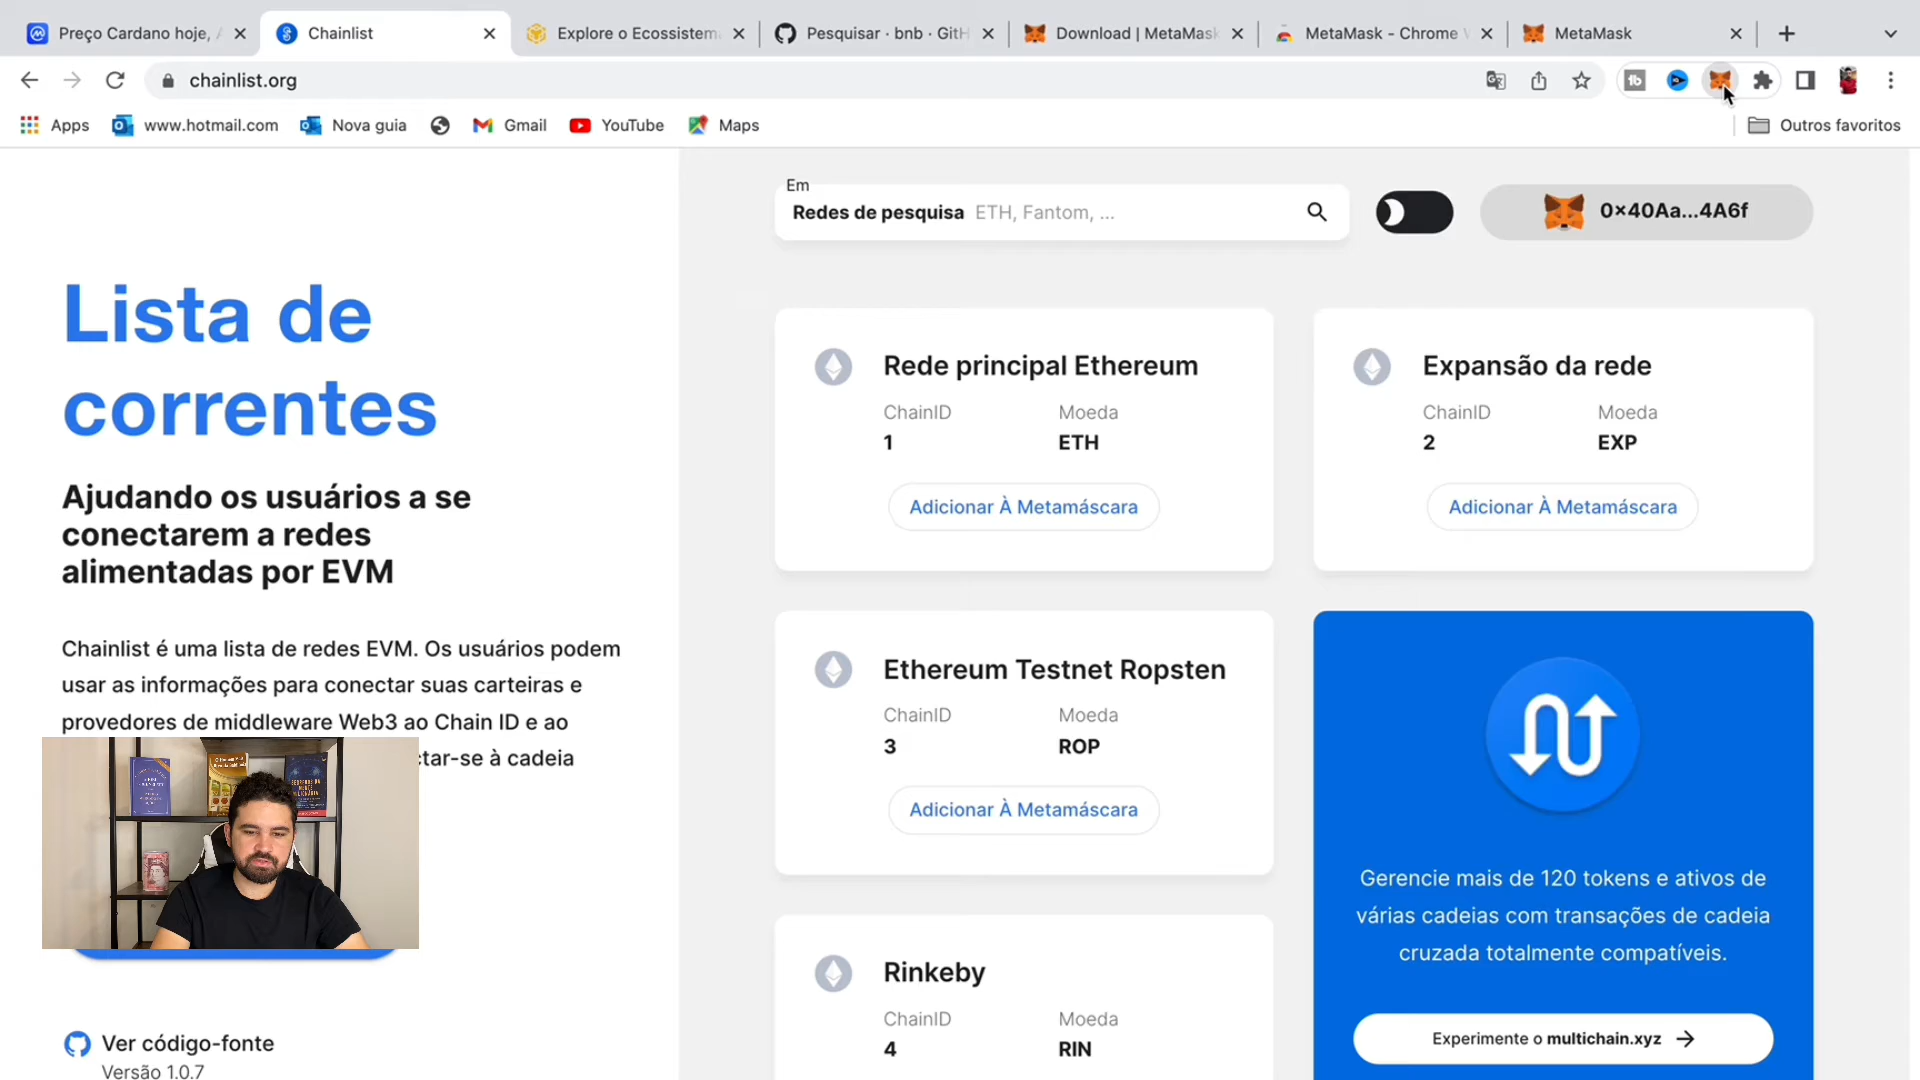 Preço Cardano hoje,
Chainlist
Explore o Ecossistem
Pesquisar · bnb · GitH
Download | MetaMask
MetaMask - Chrome
MetaMask
chainlist.org
Apps
www.hotmail.com
Nova guia
Gmail
YouTube
Maps
Outros favoritos
Em
Redes de pesquisa ETH, Fantom, ...
0x40Aa...4A6f
Lista de
correntes
Ajudando os usuários a se
conectarem a redes
alimentadas por EVM
Chainlist é uma lista de redes EVM. Os usuários podem
usar as informações para conectar suas carteiras e
provedores de middleware Web3 ao Chain ID e ao
ctar-se à cadeia
Ver código-fonte
Versão 1.0.7
Rede principal Ethereum
ChainID Moeda
1 ETH
Adicionar À Metamáscara
Expansão da rede
ChainID Moeda
2 EXP
Adicionar À Metamáscara
Ethereum Testnet Ropsten
ChainID Moeda
3 ROP
Adicionar À Metamáscara
Gerencie mais de 120 tokens e ativos de
várias cadeias com transações de cadeia
cruzada totalmente compatíveis.
Experimente o multichain.xyz
Rinkeby
ChainID Moeda
4 RIN